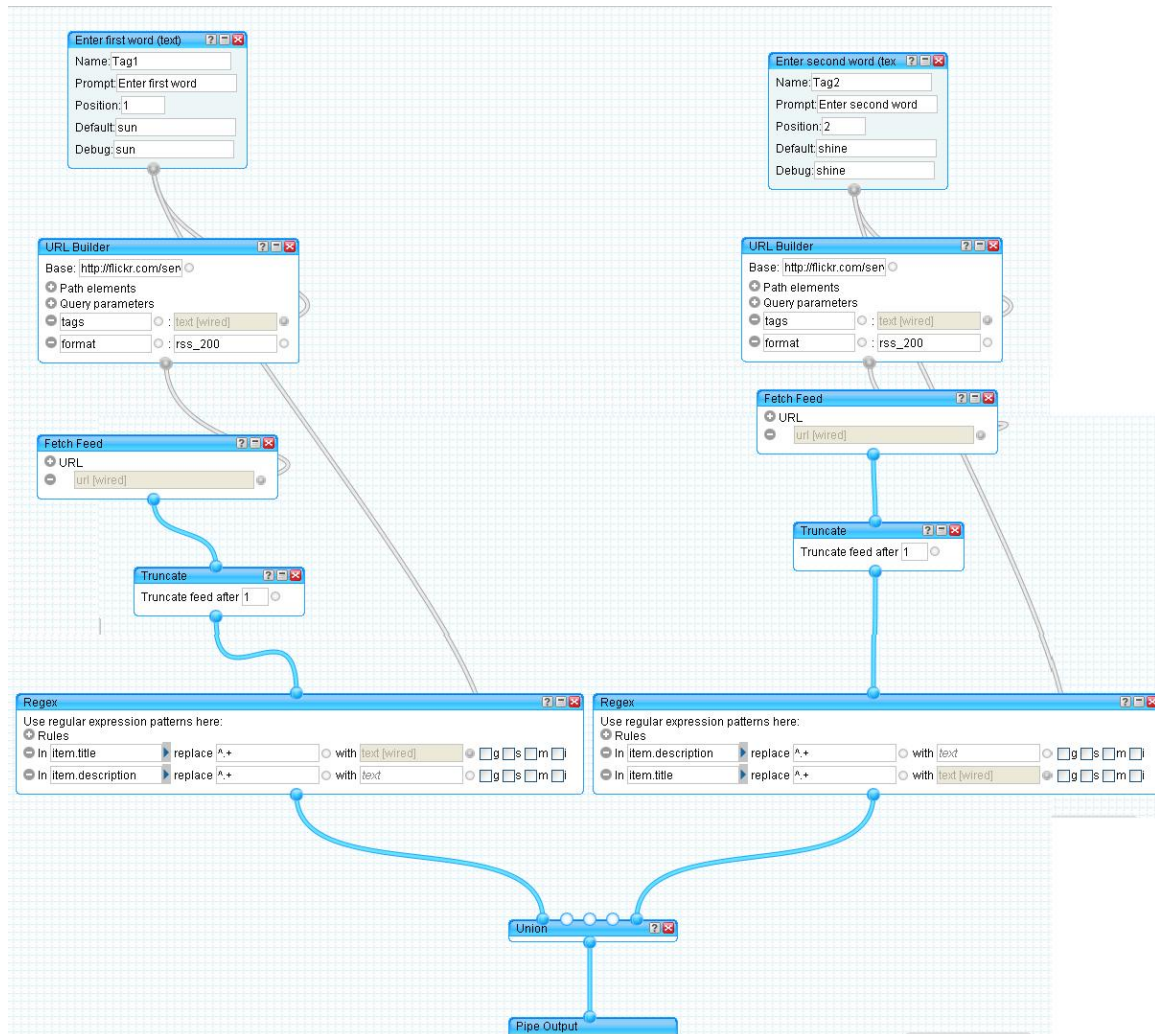 Enter first word (text)
Name: Tag1
Prompt: Enter first word
Position: 1
Default: sun
Debug: sun
Enter second word (tex
Name: Tag2
Prompt: Enter second word
Position: 2
Default: shine
Debug: shine
URL Builder
Base: http://flickr.com/ser
Path elements
Query parameters
tags : text [wired]
format : rss_200
URL Builder
Base: http://flickr.com/ser
Path elements
Query parameters
tags : text [wired]
format : rss_200
Fetch Feed
URL
url [wired]
Fetch Feed
URL
url [wired]
Truncate
Truncate feed after 1
Truncate
Truncate feed after 1
Regex
Use regular expression patterns here:
Rules
In item.title replace ^.+ with text [wired] g s m i
In item.description replace ^.+ with text g s m i
Regex
Use regular expression patterns here:
Rules
In item.description replace ^.+ with text g s m i
In item.title replace ^.+ with text [wired] g s m i
Union
Pipe Output